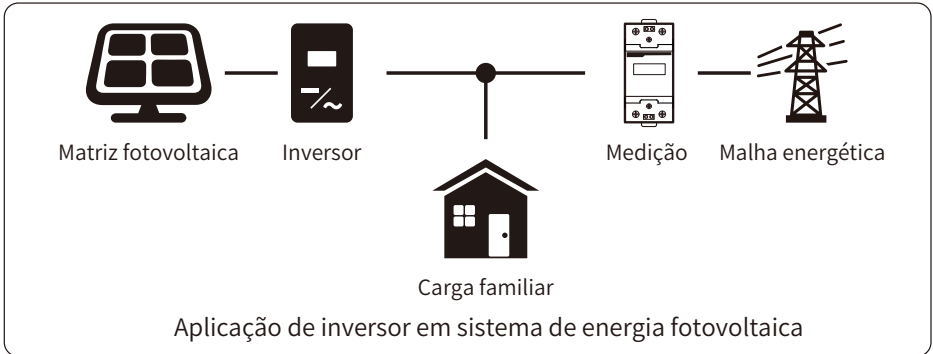 Matriz fotovoltaica
Inversor
Medição
Malha energética
Carga familiar
Aplicação de inversor em sistema de energia fotovoltaica